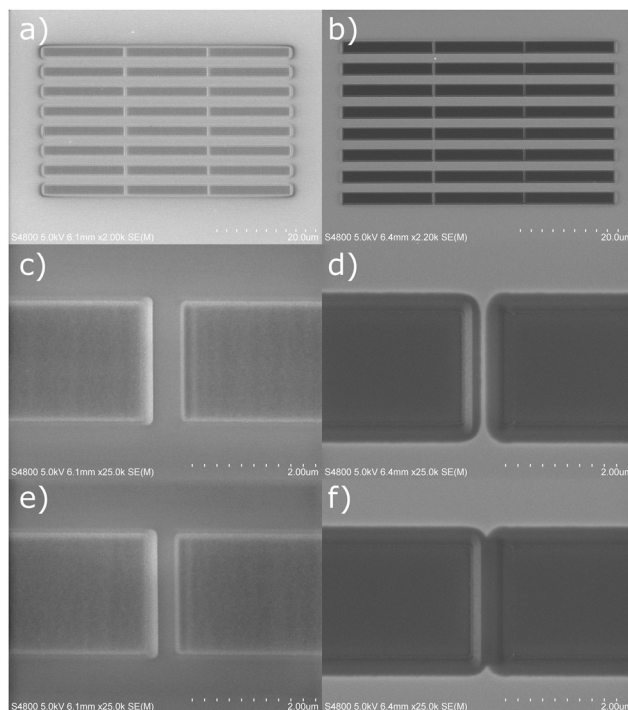 a)
S4800 5.0kV 6.1mm x2.00k SE(M)
20.0um
b)
S4800 5.0kV 6.4mm x2.20k SE(M)
20.0um
c)
S4800 5.0kV 6.1mm x25.0k SE(M)
2.00um
d)
S4800 5.0kV 6.4mm x25.0k SE(M)
2.00um
e)
S4800 5.0kV 6.1mm x25.0k SE(M)
2.00um
f)
S4800 5.0kV 6.4mm x25.0k SE(M)
2.00um